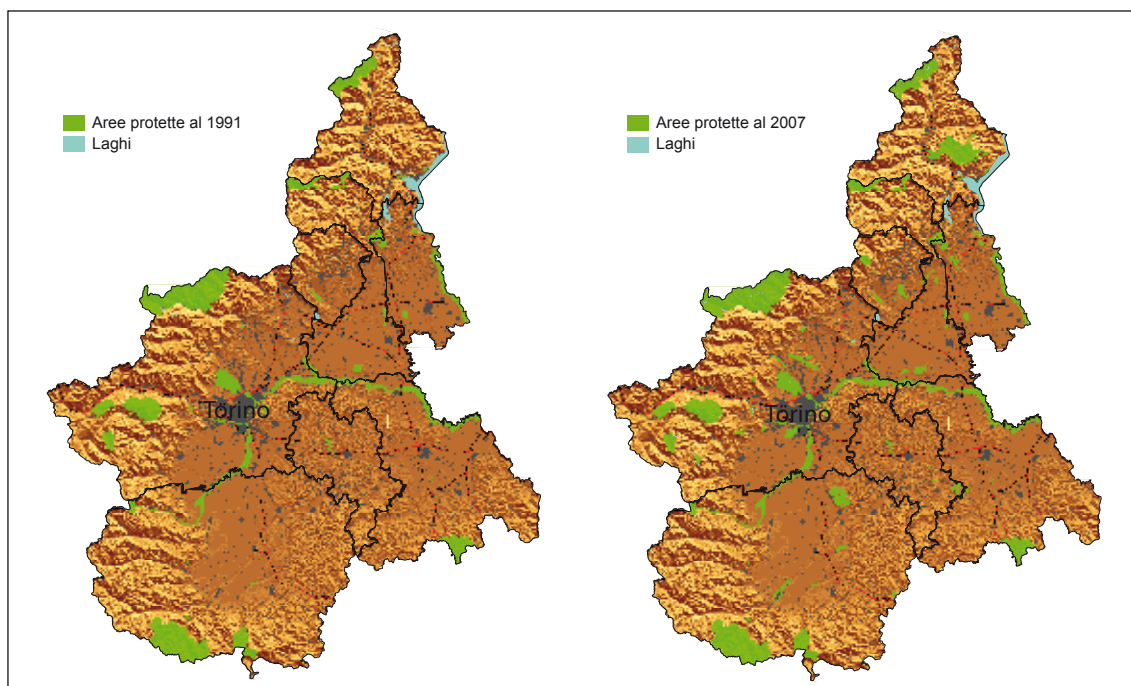 Aree protette al 1991
Laghi
Torino
Aree protette al 2007
Laghi
Torino